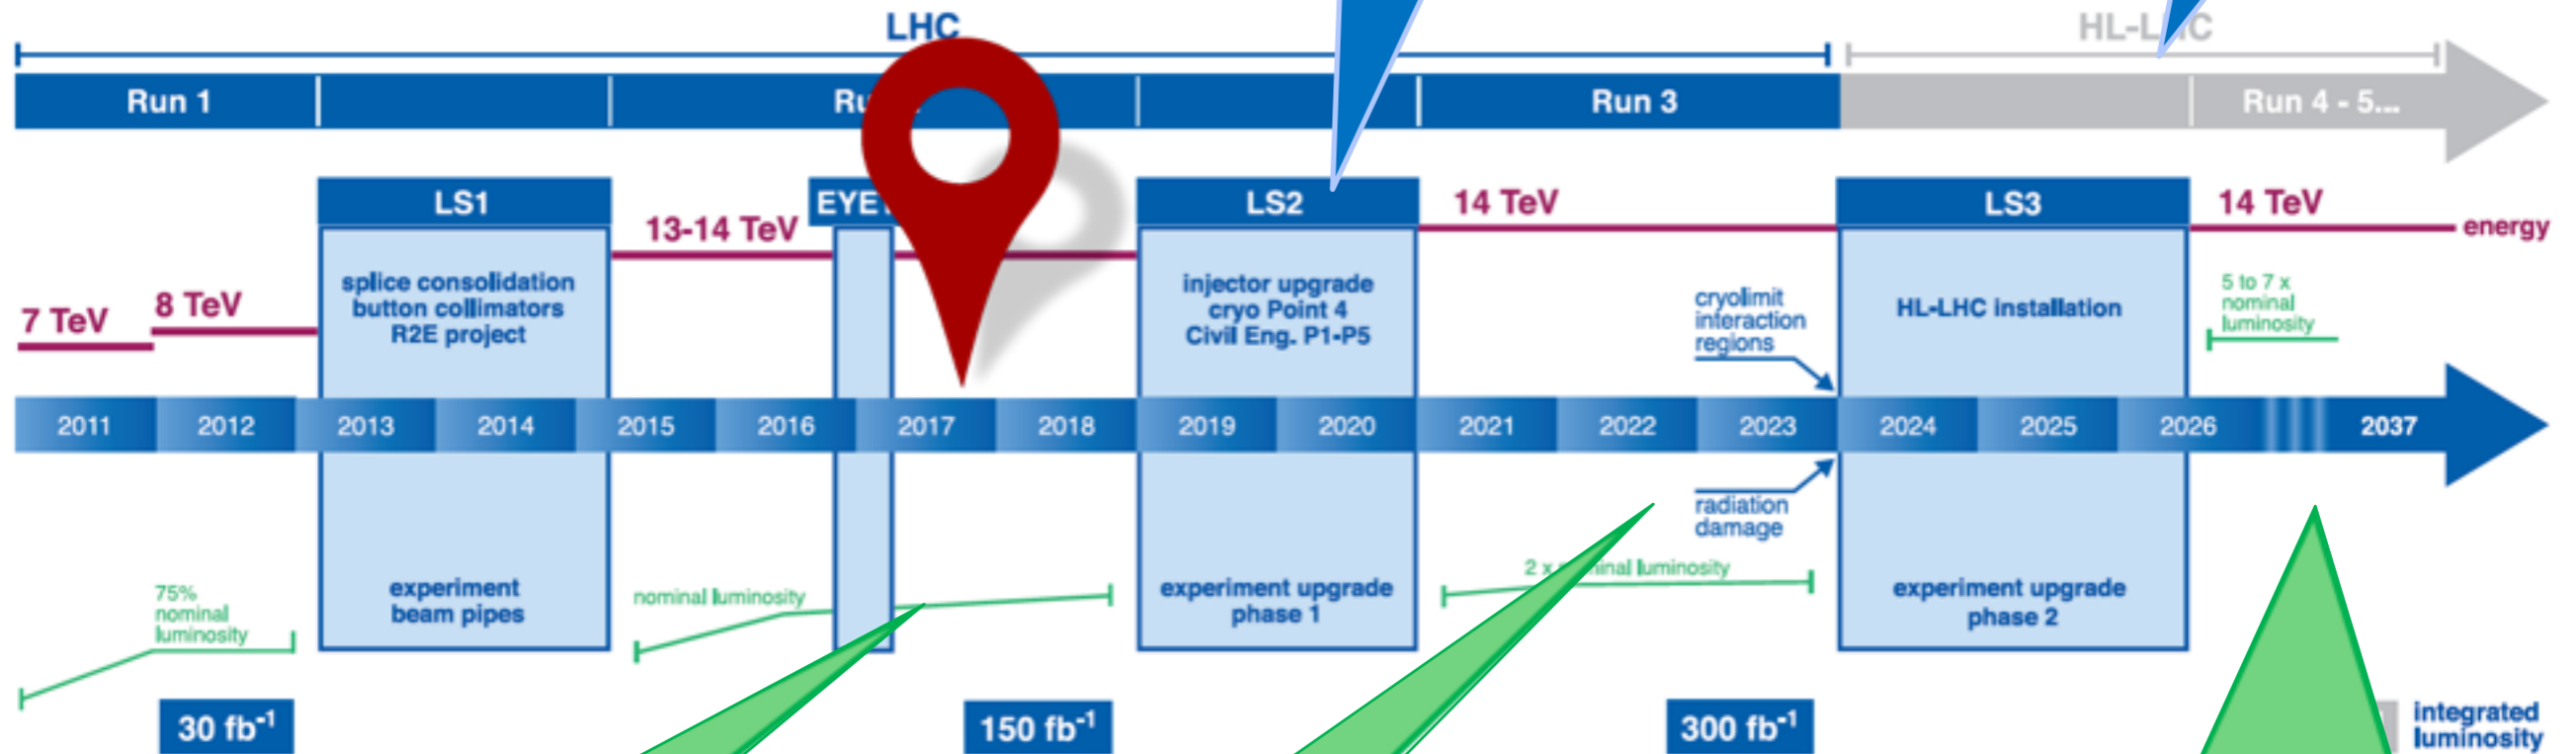 LHC
HL-LHC
Run 1
Run 3
Run 4 - 5...
LS1
LS2
LS3
13-14 TeV
14 TeV
14 TeV
energy
7 TeV
8 TeV
splice consolidation
button collimators
R2E project
injector upgrade
cryo Point 4
Civil Eng. P1-P5
cryolimit
interaction
regions
HL-LHC installation
5 to 7 x
nominal
luminosity
2011
2012
2013
2014
2015
2016
2017
2018
2019
2020
2021
2022
2023
2024
2025
2026
2037
radiation
damage
75%
nominal
luminosity
experiment
beam pipes
nominal luminosity
experiment upgrade
phase 1
2 x nominal luminosity
experiment upgrade
phase 2
30 fb⁻¹
150 fb⁻¹
300 fb⁻¹
integrated
luminosity